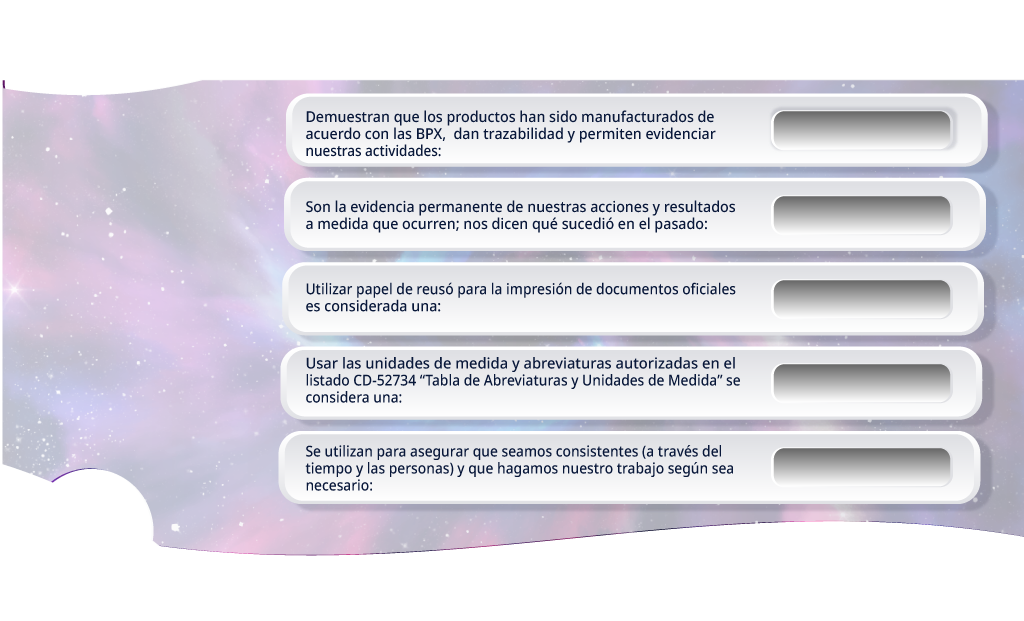 Demuestran que los productos han sido manufacturados de
acuerdo con las BPX,  dan trazabilidad y permiten evidenciar
nuestras actividades:
Son la evidencia permanente de nuestras acciones y resultados
a medida que ocurren; nos dicen qué sucedió en el pasado:
Utilizar papel de reusó para la impresión de documentos oficiales
es considerada una:
Usar las unidades de medida y abreviaturas autorizadas en el
listado CD-52734 “Tabla de Abreviaturas y Unidades de Medida” se
considera una:
Se utilizan para asegurar que seamos consistentes (a través del
tiempo y las personas) y que hagamos nuestro trabajo según sea
necesario: